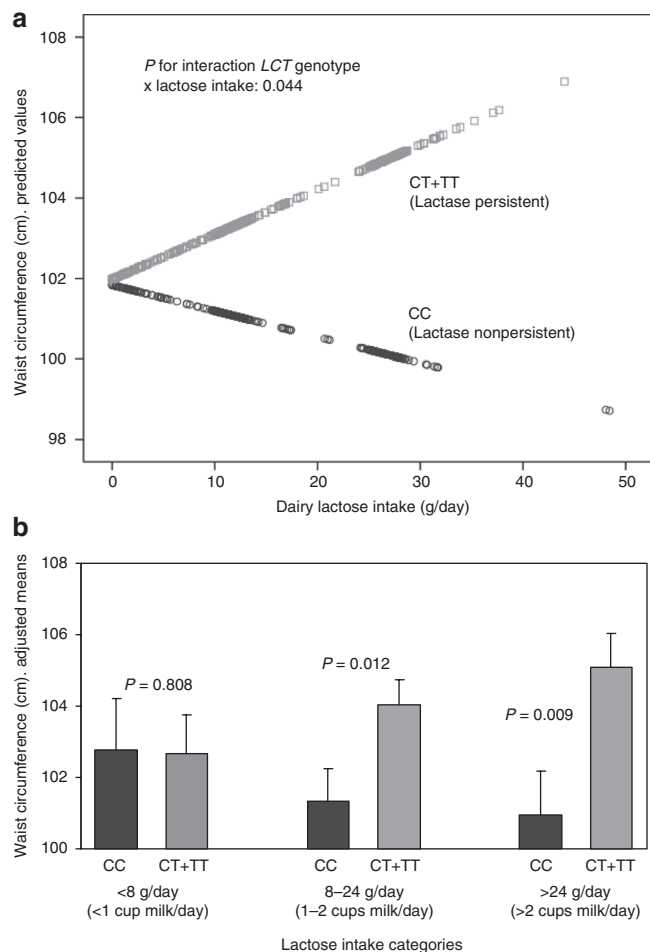 a
108
106
104
102
100
98
Waist circumference (cm). predicted values
P for interaction LCT genotype
x lactose intake: 0.044
CT+TT
(Lactase persistent)
CC
(Lactase nonpersistent)
0 10 20 30 40 50
Dairy lactose intake (g/day)
b
108
106
104
102
100
Waist circumference (cm). adjusted means
P = 0.808
P = 0.012
P = 0.009
CC CT+TT CC CT+TT CC CT+TT
<8 g/day 8–24 g/day >24 g/day
(<1 cup milk/day) (1–2 cups milk/day) (>2 cups milk/day)
Lactose intake categories